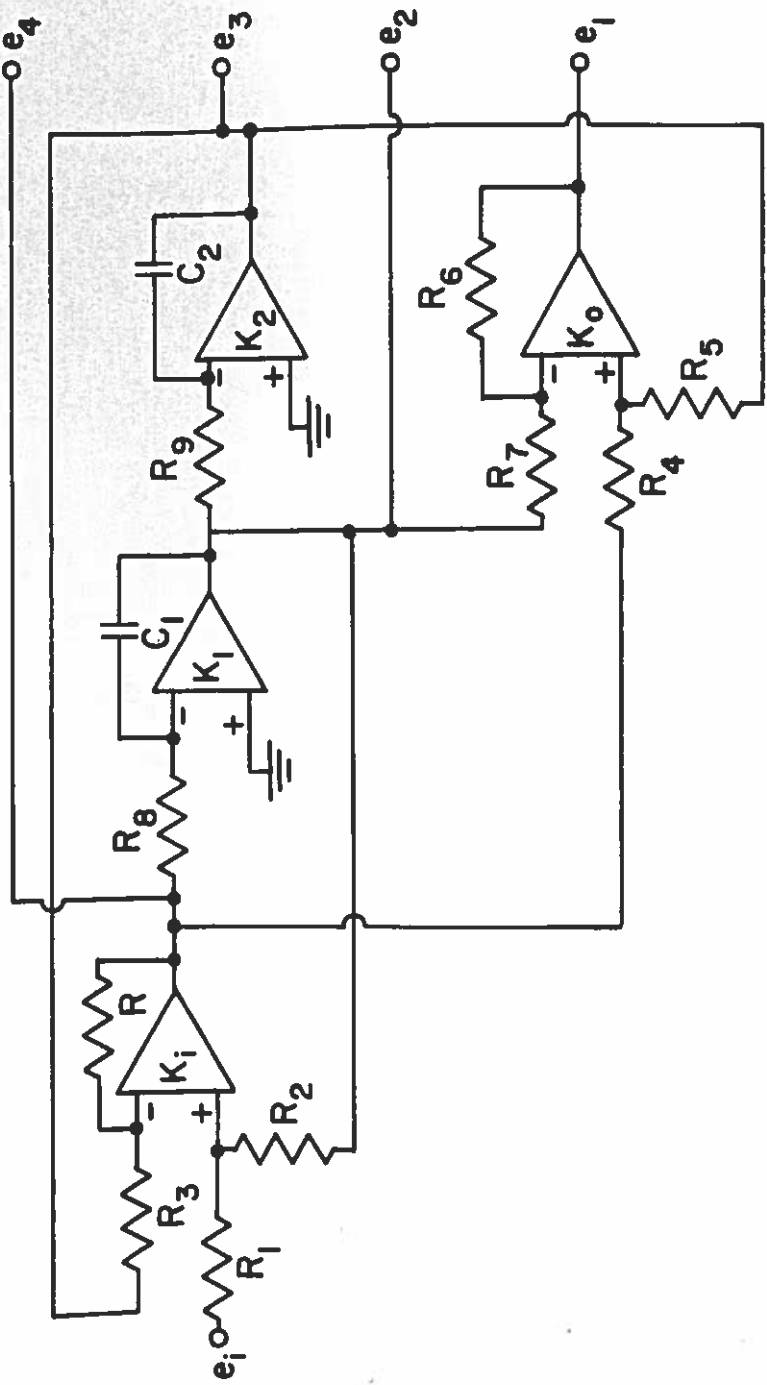 e4
e3
e2
e1
C2
K2
−
+
R9
R6
K0
−
+
R5
R7
R4
C1
K1
−
+
R8
R
Ki
−
+
R2
R3
R1
ei